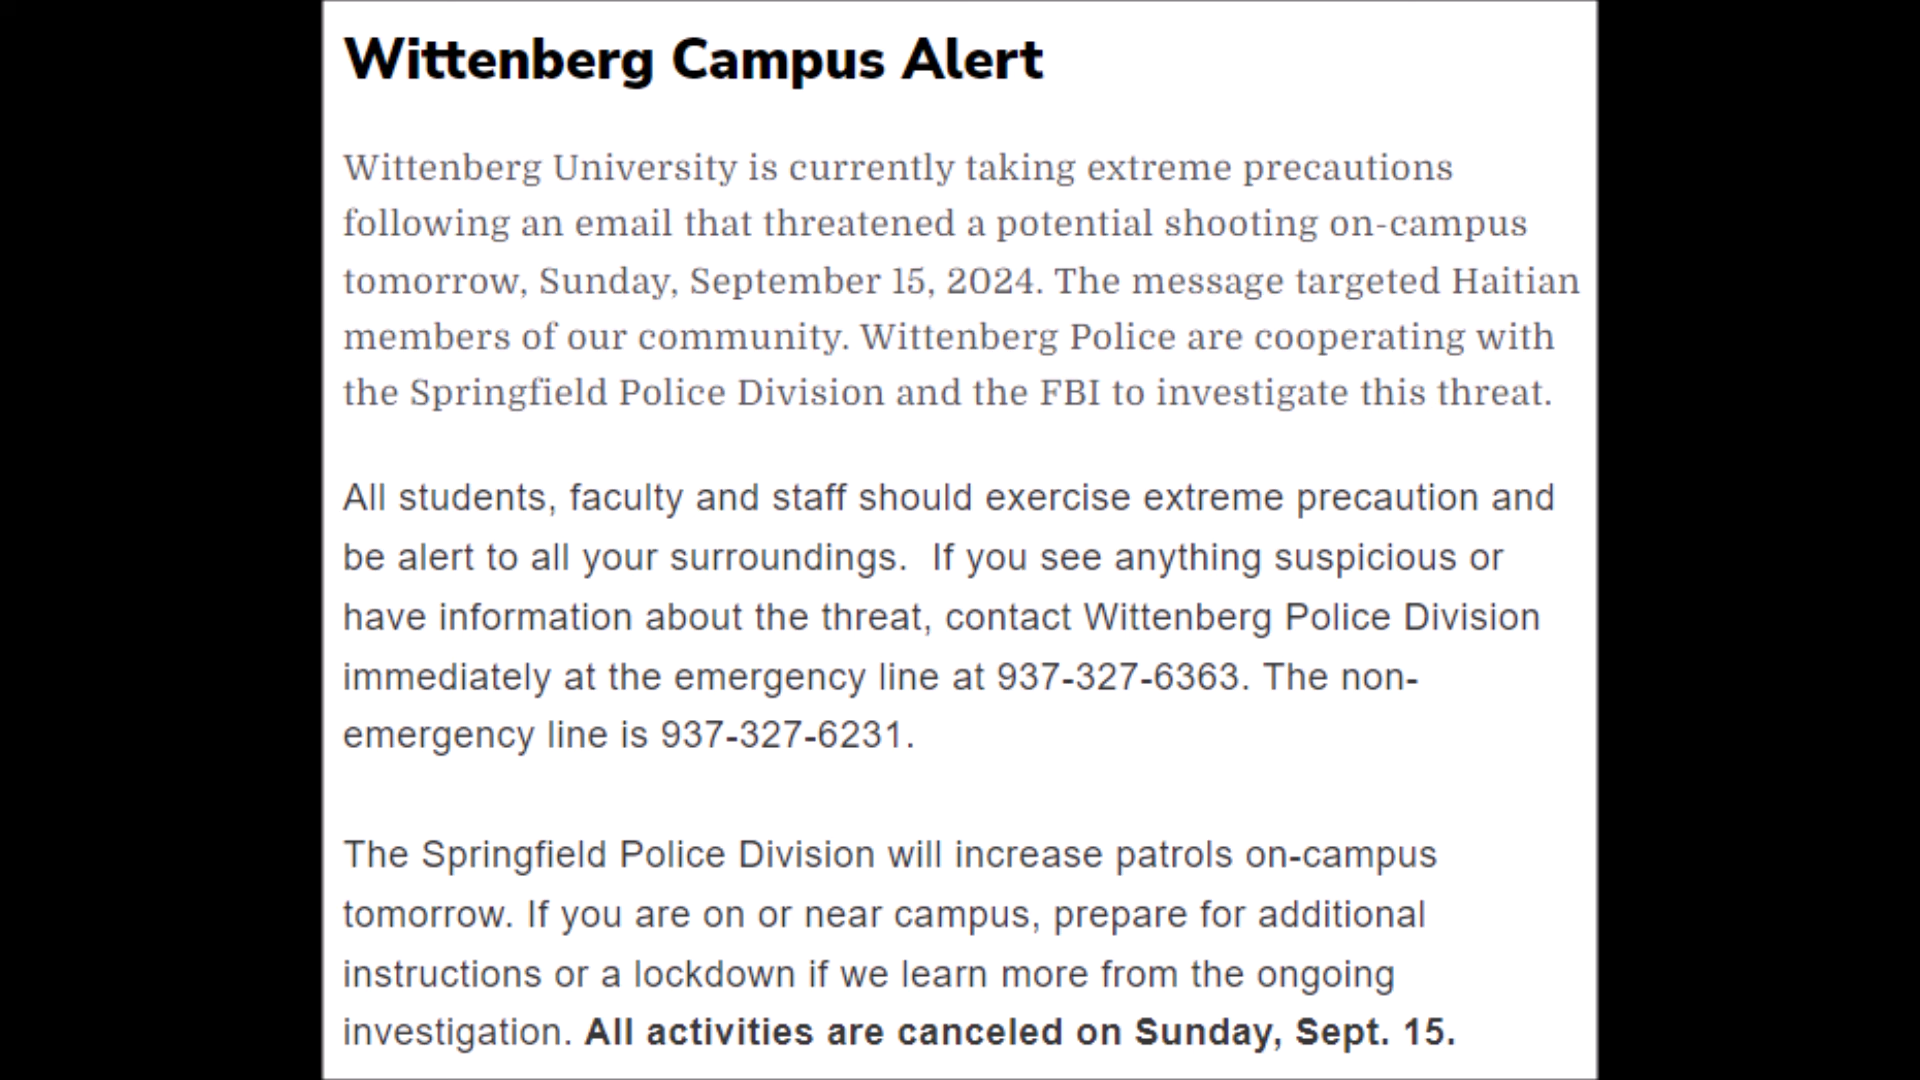 Wittenberg Campus Alert
Wittenberg University is currently taking extreme precautions
following an email that threatened a potential shooting on-campus
tomorrow, Sunday, September 15, 2024. The message targeted Haitian
members of our community. Wittenberg Police are cooperating with
the Springfield Police Division and the FBI to investigate this threat.
All students, faculty and staff should exercise extreme precaution and
be alert to all your surroundings.  If you see anything suspicious or
have information about the threat, contact Wittenberg Police Division
immediately at the emergency line at 937-327-6363. The non-
emergency line is 937-327-6231.
The Springfield Police Division will increase patrols on-campus
tomorrow. If you are on or near campus, prepare for additional
instructions or a lockdown if we learn more from the ongoing
investigation. All activities are canceled on Sunday, Sept. 15.